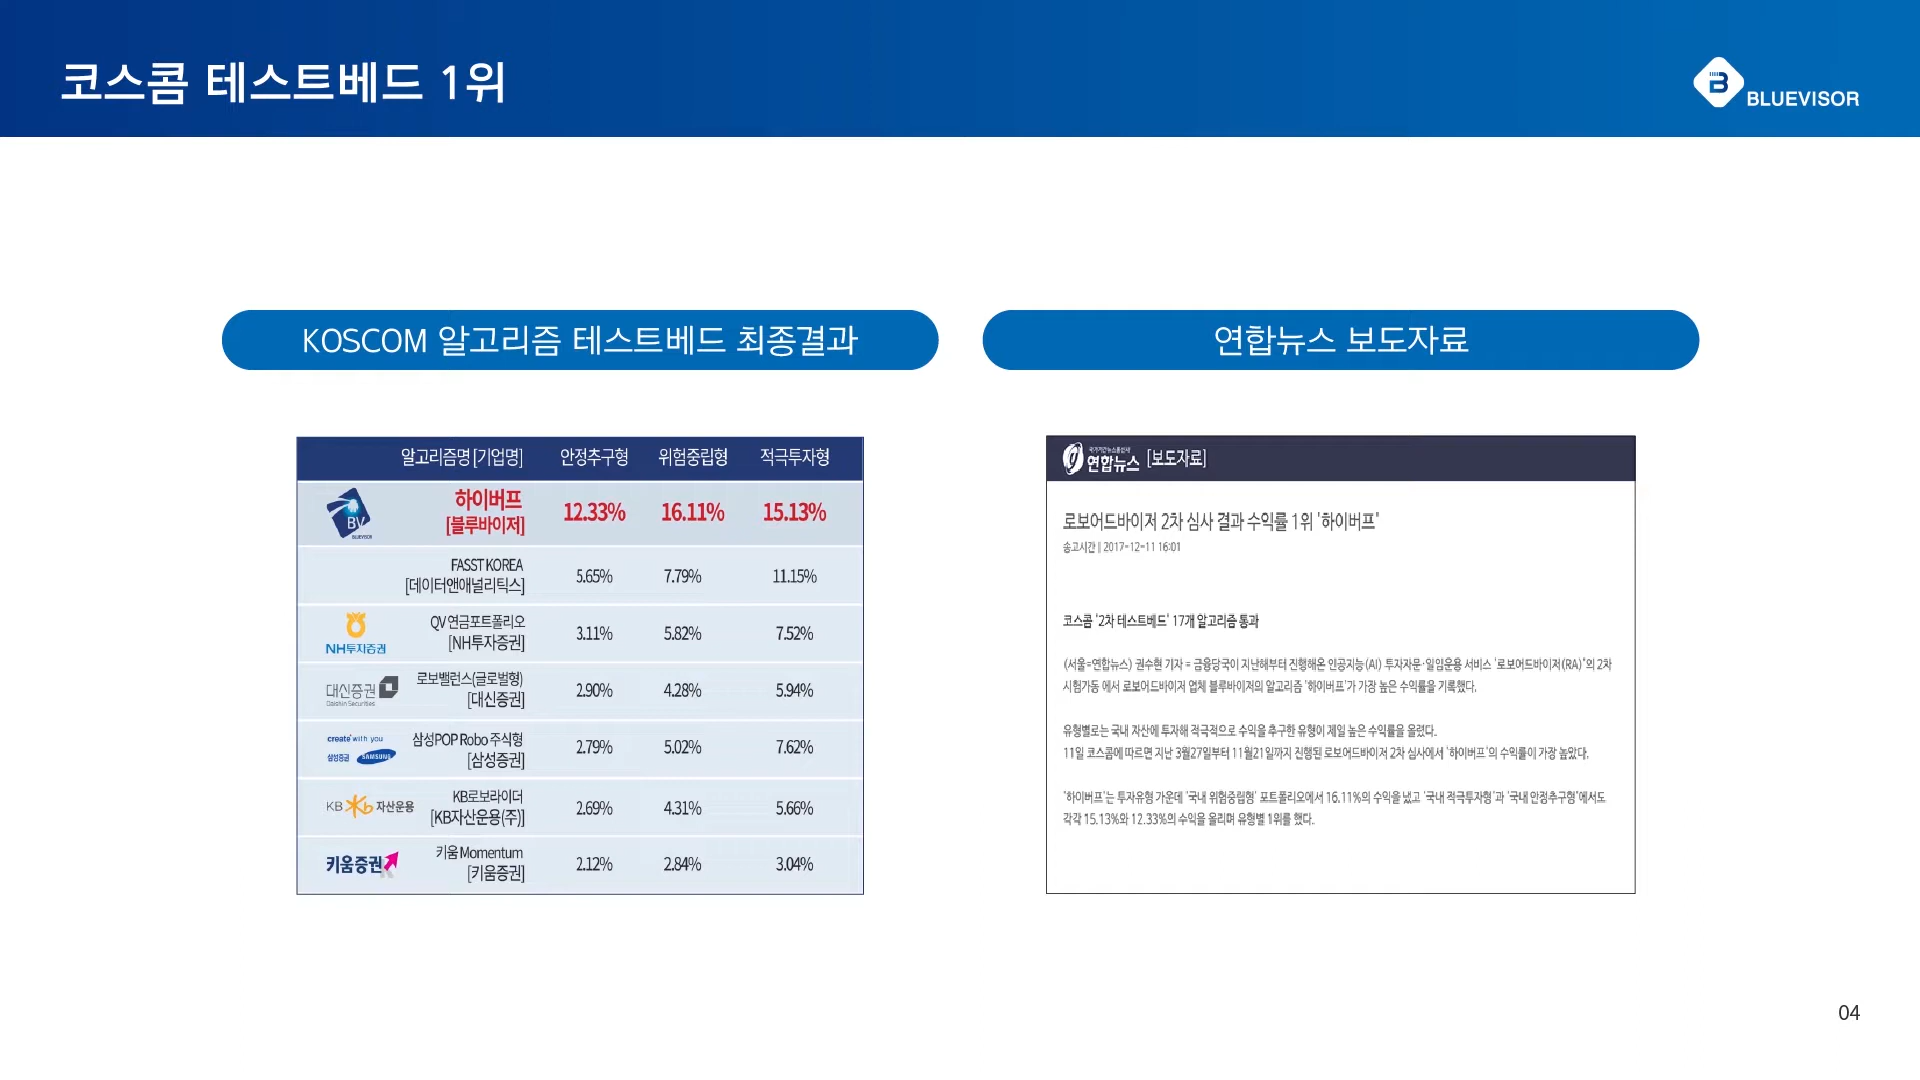 코스콤 테스트베드 1위
BLUEVISOR
KOSCOM 알고리즘 테스트베드 최종결과
연합뉴스 보도자료
알고리즘명 [기업명] 안정추구형 위험중립형 적극투자형
BV
BLUEVISOR
하이버프
[블루바이저]
12.33% 16.11% 15.13%
FASST KOREA
[데이터앤애널리틱스]
5.65% 7.79% 11.15%
NH투자증권
QV 연금포트폴리오
[NH투자증권]
3.11% 5.82% 7.52%
대신증권
Daishin Securities
로보밸런스(글로벌형)
[대신증권]
2.90% 4.28% 5.94%
create with you
삼성증권 SAMSUNG
삼성POP Robo 주식형
[삼성증권]
2.79% 5.02% 7.62%
KB Kb 자산운용
KB로보라이더
[KB자산운용(주)]
2.69% 4.31% 5.66%
키움증권
키움 Momentum
[키움증권]
2.12% 2.84% 3.04%
국가기간뉴스통신사
연합뉴스 [보도자료]
로보어드바이저 2차 심사 결과 수익률 1위 '하이버프"
송고시간 | 2017-12-11 16:01
코스콤 '2차 테스트베드' 17개 알고리즘 통과
(서울=연합뉴스) 권수현 기자 = 금융당국이 지난해부터 진행해온 인공지능(AI) 투자자문·일임운용 서비스 '로보어드바이저(RA)"의 2차
시험가동 에서 로보어드바이저 업체 블루바이저의 알고리즘 '하이버프'가 가장 높은 수익률을 기록했다.
유형별로는 국내 자산에 투자해 적극적으로 수익을 추구한 유형이 제일 높은 수익률을 올렸다.
11일 코스콤에 따르면 지난 3월27일부터 11월21일까지 진행된 로보어드바이저 2차 심사에서 '하이버프'의 수익률이 가장 높았다.
"하이버프'는 투자유형 가운데 '국내 위험중립형' 포트폴리오에서 16.11%의 수익을 냈고 '국내 적극투자형'과 '국내 안정추구형"에서도
각각 15.13%와 12.33%의 수익을 올리며 유형별 1위를 했다.
04